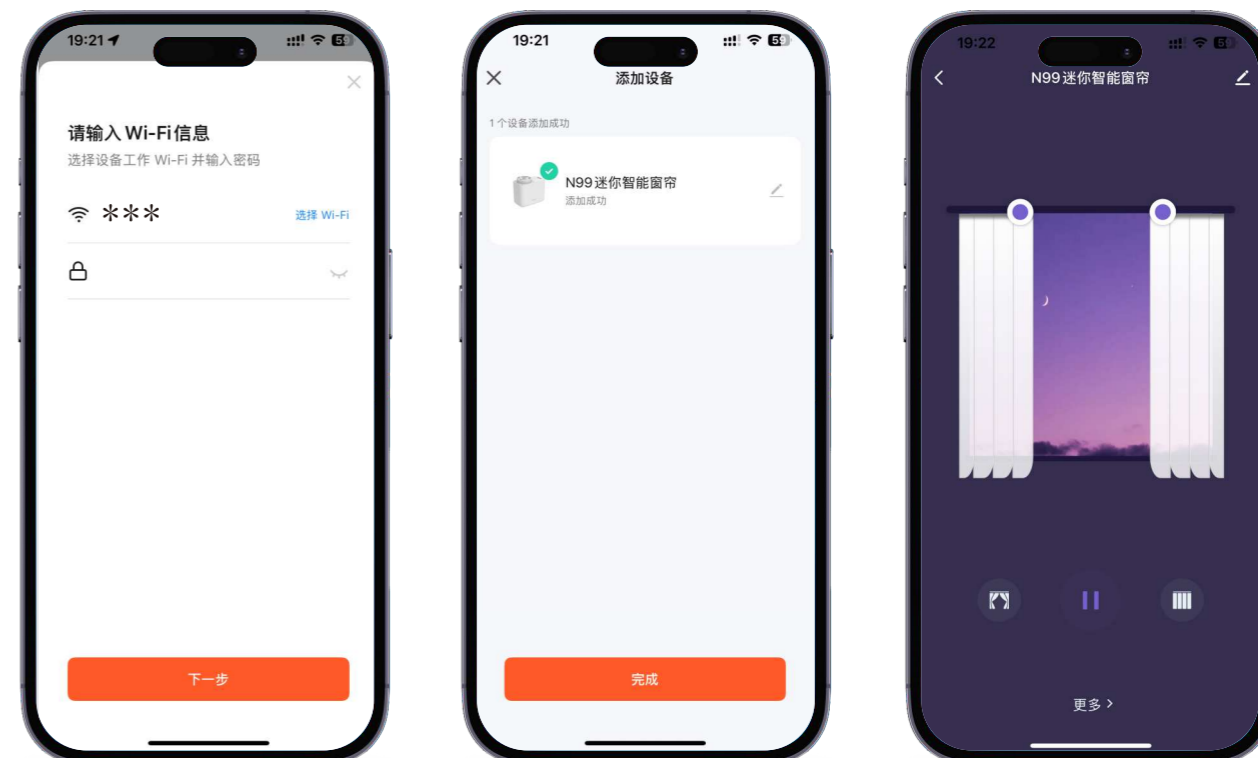 19:21
请输入 Wi-Fi 信息
选择设备工作 Wi-Fi 并输入密码
***
选择 Wi-Fi
下一步
19:21
添加设备
1个设备添加成功
N99迷你智能窗帘
添加成功
完成
19:22
N99迷你智能窗帘
更多